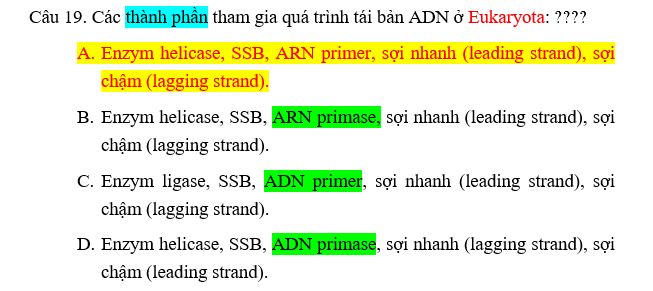 Câu 19. Các thành phần tham gia quá trình tái bản ADN ở Eukaryota: ????
A. Enzym helicase, SSB, ARN primer, sợi nhanh (leading strand), sợi
chậm (lagging strand).
B. Enzym helicase, SSB, ARN primase, sợi nhanh (leading strand), sợi
chậm (lagging strand).
C. Enzym ligase, SSB, ADN primer, sợi nhanh (leading strand), sợi
chậm (lagging strand).
D. Enzym helicase, SSB, ADN primase, sợi nhanh (lagging strand), sợi
chậm (leading strand).